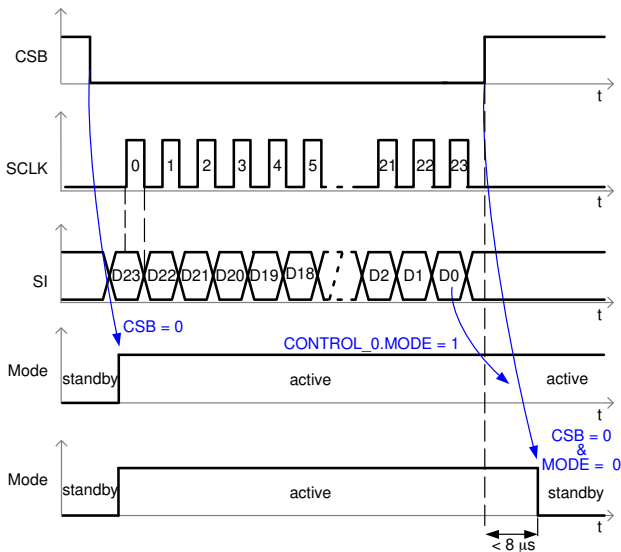 CSB
t
SCLK
0 1 2 3 4 5 21 22 23
t
SI
D23 D22 D21 D20 D19 D18 D2 D1 D0
t
CSB = 0
CONTROL_0.MODE = 1
Mode
standby active active
t
CSB = 0
&
MODE = 0
Mode
standby active standby
t
< 8 µs